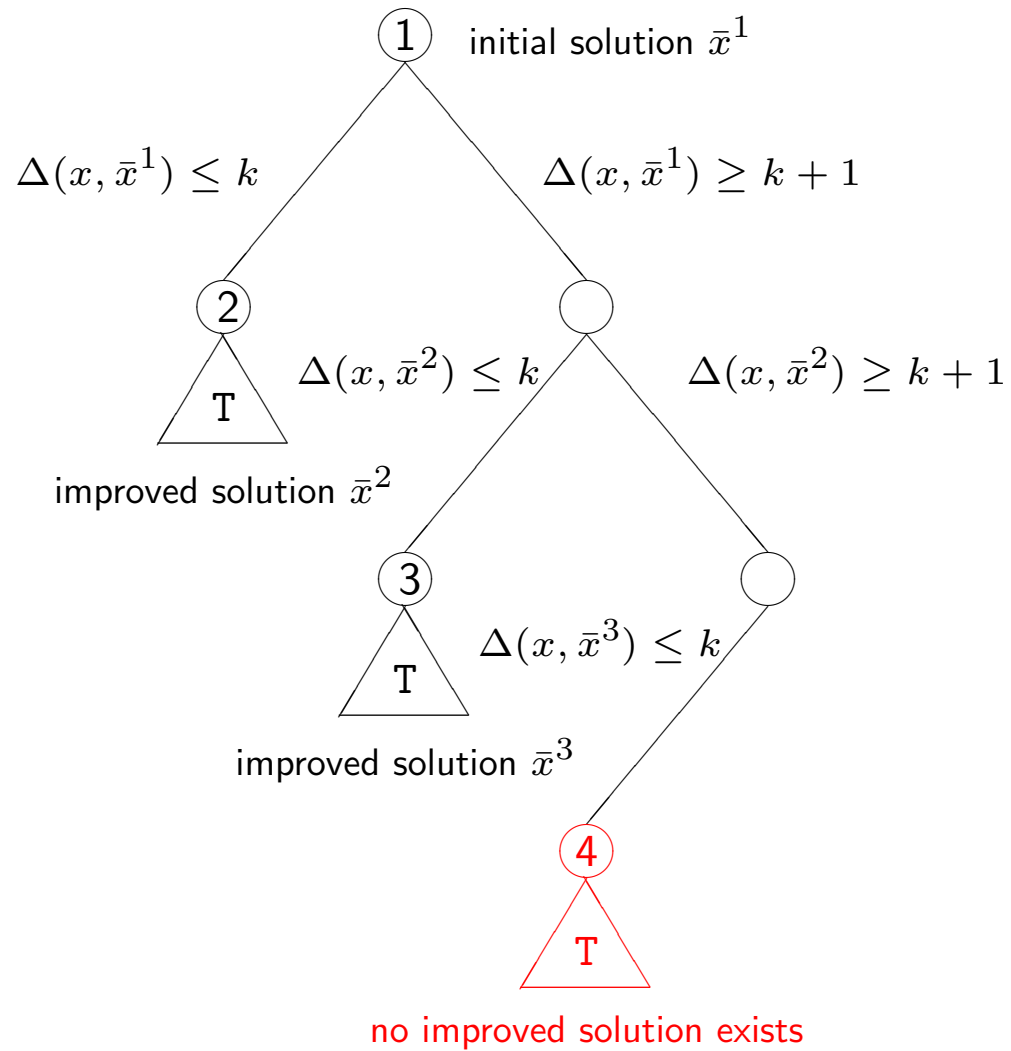 1 initial solution x̄¹
Δ(x, x̄¹) ≤ k
Δ(x, x̄¹) ≥ k + 1
2
Δ(x, x̄²) ≤ k
Δ(x, x̄²) ≥ k + 1
T
improved solution x̄²
3
Δ(x, x̄³) ≤ k
T
improved solution x̄³
4
T
no improved solution exists